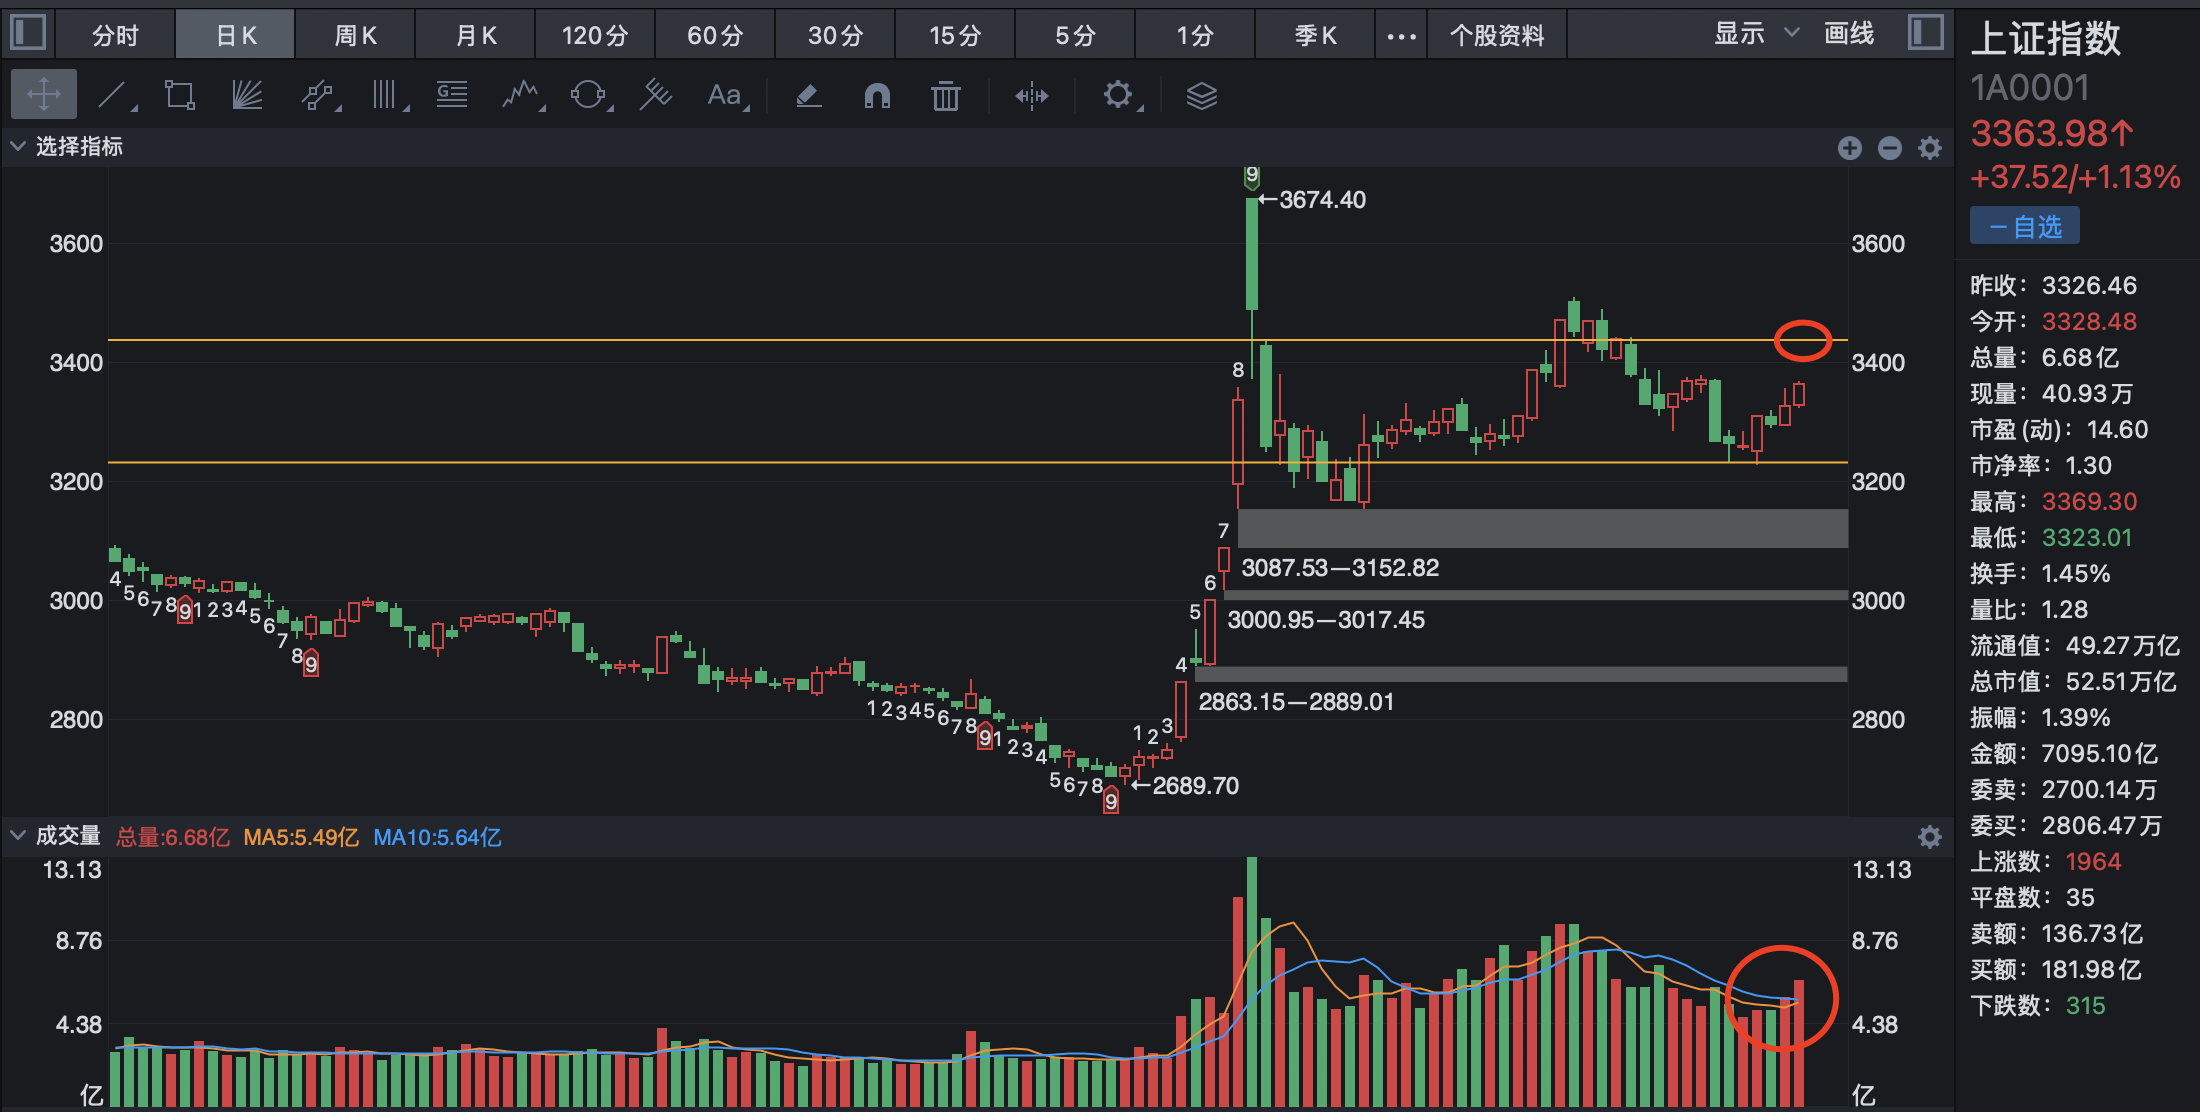 分时 日K 周K 月K 120分 60分 30分 15分 5分 1分 季K ••• 个股资料 显示 画线
G Aa
选择指标
上证指数
1A0001
3363.98↑
+37.52/+1.13%
−自选
昨收: 3326.46
今开: 3328.48
总量: 6.68亿
现量: 40.93万
市盈(动): 14.60
市净率: 1.30
最高: 3369.30
最低: 3323.01
换手: 1.45%
量比: 1.28
流通值: 49.27万亿
总市值: 52.51万亿
振幅: 1.39%
金额: 7095.10亿
委卖: 2700.14万
委买: 2806.47万
上涨数: 1964
平盘数: 35
卖额: 136.73亿
买额: 181.98亿
下跌数: 315
9
←3674.40
3600 3600
3400 3400
8
3200 3200
7
3087.53—3152.82
6
3000 3000
5
3000.95—3017.45
4 5 6 7 8 9 1 2 3 4 5 6 7 8 9
4
2863.15—2889.01
2800 2800
1 2 3 4 5 6 7 8 9 1 2 3 4 5 6 7 8 9
1 2 3
←2689.70
成交量 总量:6.68亿 MA5:5.49亿 MA10:5.64亿
13.13 13.13
8.76 8.76
4.38 4.38
亿 亿